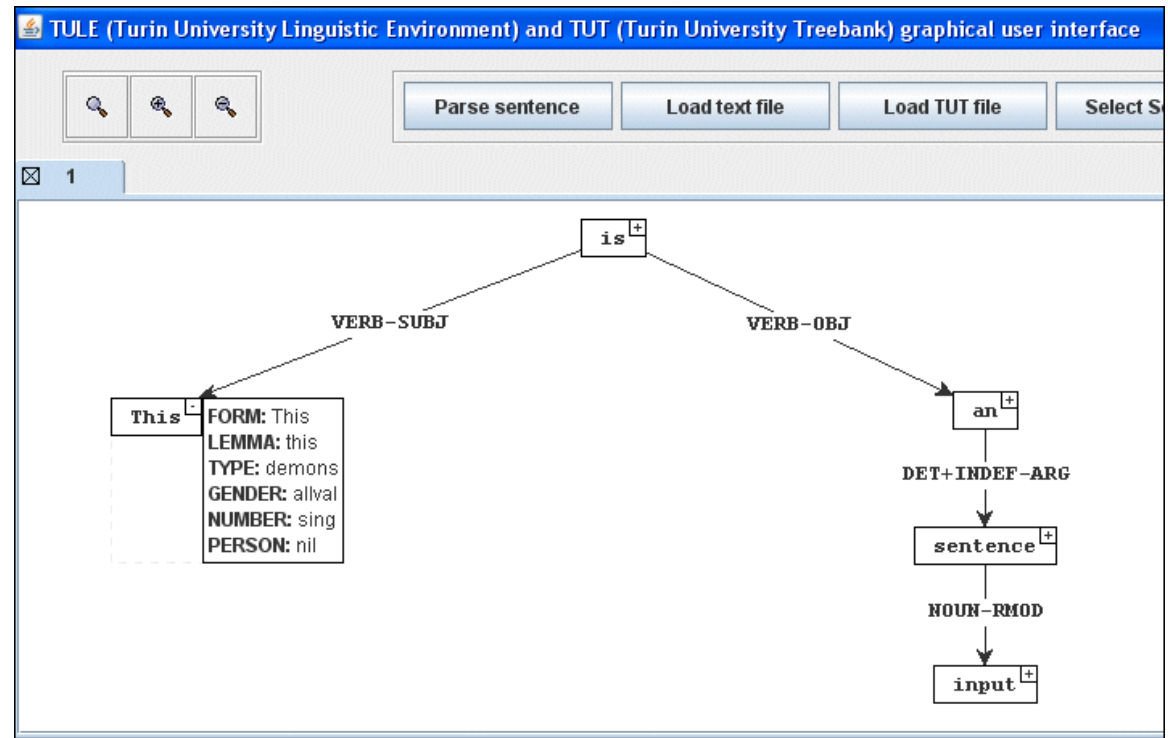 TULE (Turin University Linguistic Environment) and TUT (Turin University Treebank) graphical user interface
Parse sentence Load text file Load TUT file Select
1
is +
VERB-SUBJ VERB-OBJ
This -
FORM: This
LEMMA: this
TYPE: demons
GENDER: allval
NUMBER: sing
PERSON: nil
an +
DET+INDEF-ARG
sentence +
NOUN-RMOD
input +